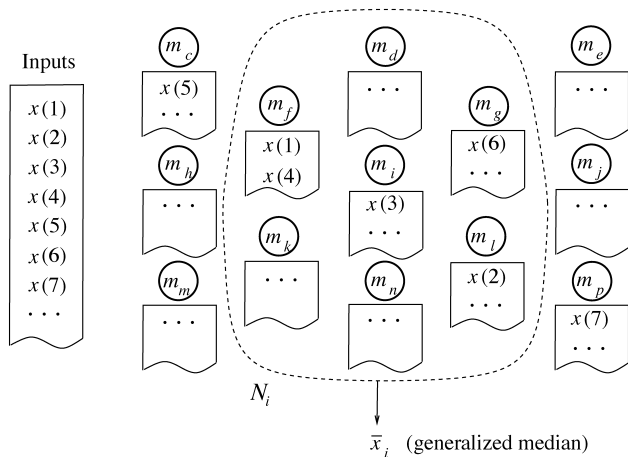 Inputs
x(1)
x(2)
x(3)
x(4)
x(5)
x(6)
x(7)
...
m_c
x(5)
...
m_d
...
m_e
...
m_f
x(1)
x(4)
m_g
x(6)
...
m_h
...
m_i
x(3)
...
m_j
...
m_k
...
m_l
x(2)
...
m_m
...
m_n
...
m_p
x(7)
...
N_i
x̅_i (generalized median)